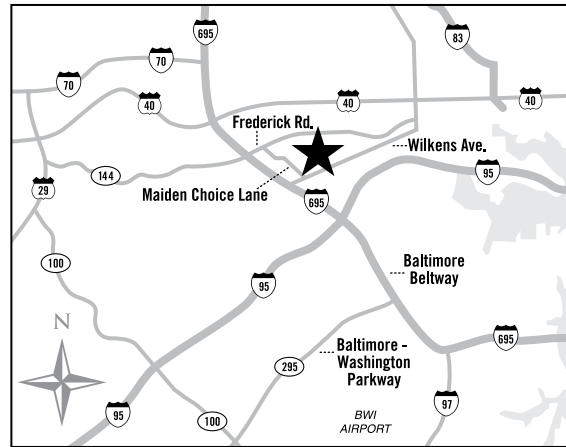 695
83
70
70
40
40
40
Frederick Rd.
Wilkens Ave.
144
Maiden Choice Lane
95
29
695
100
Baltimore
Beltway
95
N
695
Baltimore -
Washington
Parkway
295
97
95
100
BWI
AIRPORT